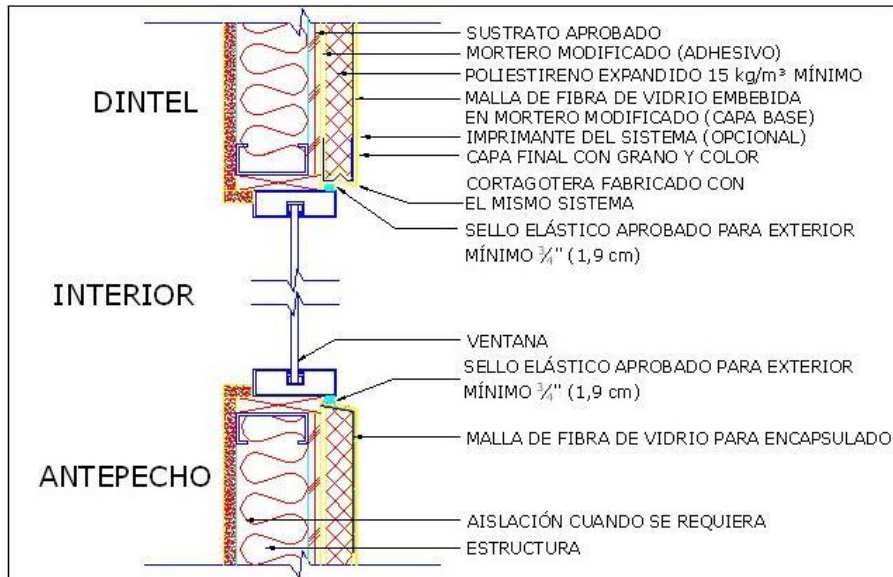 DINTEL
SUSTRATO APROBADO
MORTERO MODIFICADO (ADHESIVO)
POLIESTIRENO EXPANDIDO 15 kg/m³ MÍNIMO
MALLA DE FIBRA DE VIDRIO EMBEBIDA
EN MORTERO MODIFICADO (CAPA BASE)
IMPRIMANTE DEL SISTEMA (OPCIONAL)
CAPA FINAL CON GRANO Y COLOR
CORTAGOTERA FABRICADO CON
EL MISMO SISTEMA
SELLO ELÁSTICO APROBADO PARA EXTERIOR
MÍNIMO ¾" (1,9 cm)
INTERIOR
VENTANA
SELLO ELÁSTICO APROBADO PARA EXTERIOR
MÍNIMO ¾" (1,9 cm)
MALLA DE FIBRA DE VIDRIO PARA ENCAPSULADO
ANTEPECHO
AISLACIÓN CUANDO SE REQUIERA
ESTRUCTURA